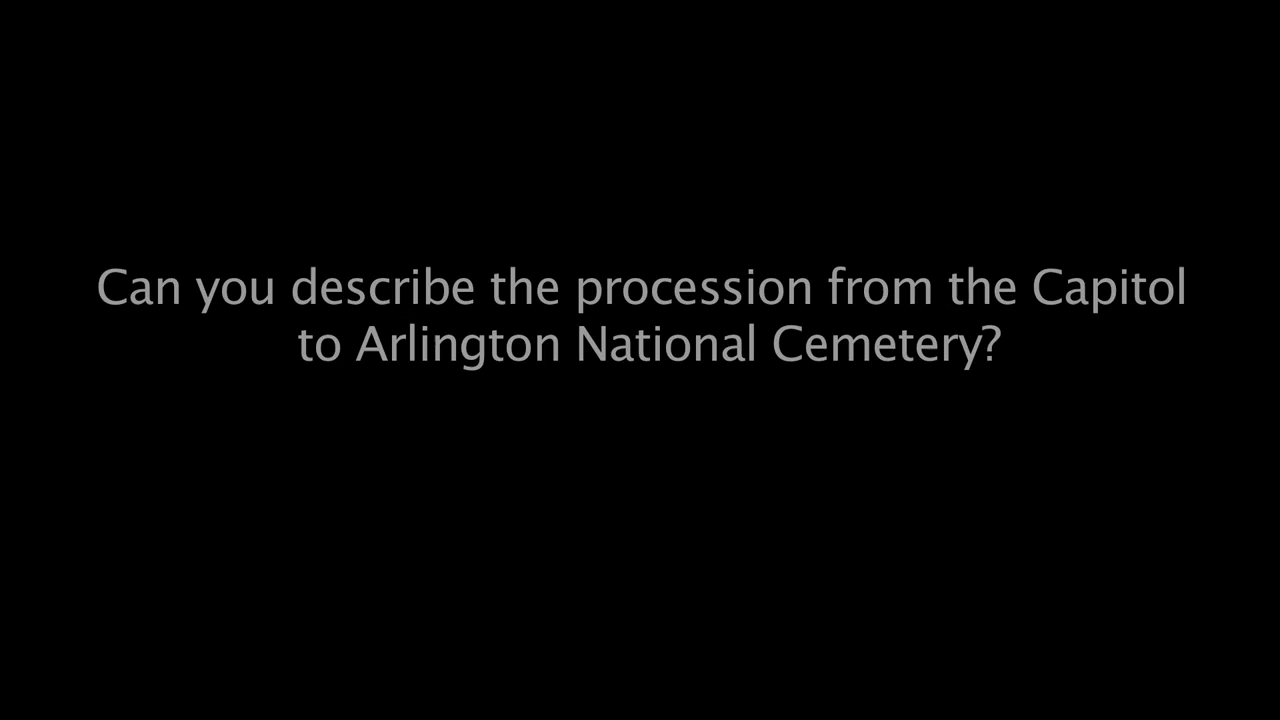 Can you describe the procession from the Capitol
to Arlington National Cemetery?